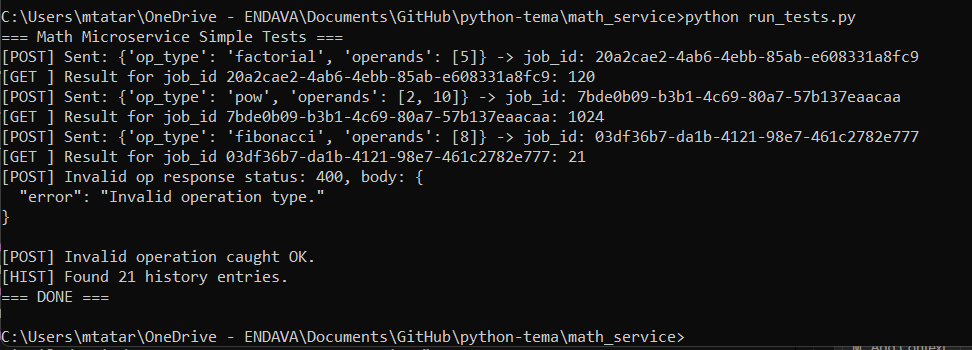 C:\Users\mtatar\OneDrive - ENDAVA\Documents\GitHub\python-tema\math_service>python run_tests.py
=== Math Microservice Simple Tests ===
[POST] Sent: {'op_type': 'factorial', 'operands': [5]} -> job_id: 20a2cae2-4ab6-4ebb-85ab-e608331a8fc9
[GET ] Result for job_id 20a2cae2-4ab6-4ebb-85ab-e608331a8fc9: 120
[POST] Sent: {'op_type': 'pow', 'operands': [2, 10]} -> job_id: 7bde0b09-b3b1-4c69-80a7-57b137eaacaa
[GET ] Result for job_id 7bde0b09-b3b1-4c69-80a7-57b137eaacaa: 1024
[POST] Sent: {'op_type': 'fibonacci', 'operands': [8]} -> job_id: 03df36b7-da1b-4121-98e7-461c2782e777
[GET ] Result for job_id 03df36b7-da1b-4121-98e7-461c2782e777: 21
[POST] Invalid op response status: 400, body: {
  "error": "Invalid operation type."
}

[POST] Invalid operation caught OK.
[HIST] Found 21 history entries.
=== DONE ===

C:\Users\mtatar\OneDrive - ENDAVA\Documents\GitHub\python-tema\math_service>
Add Context